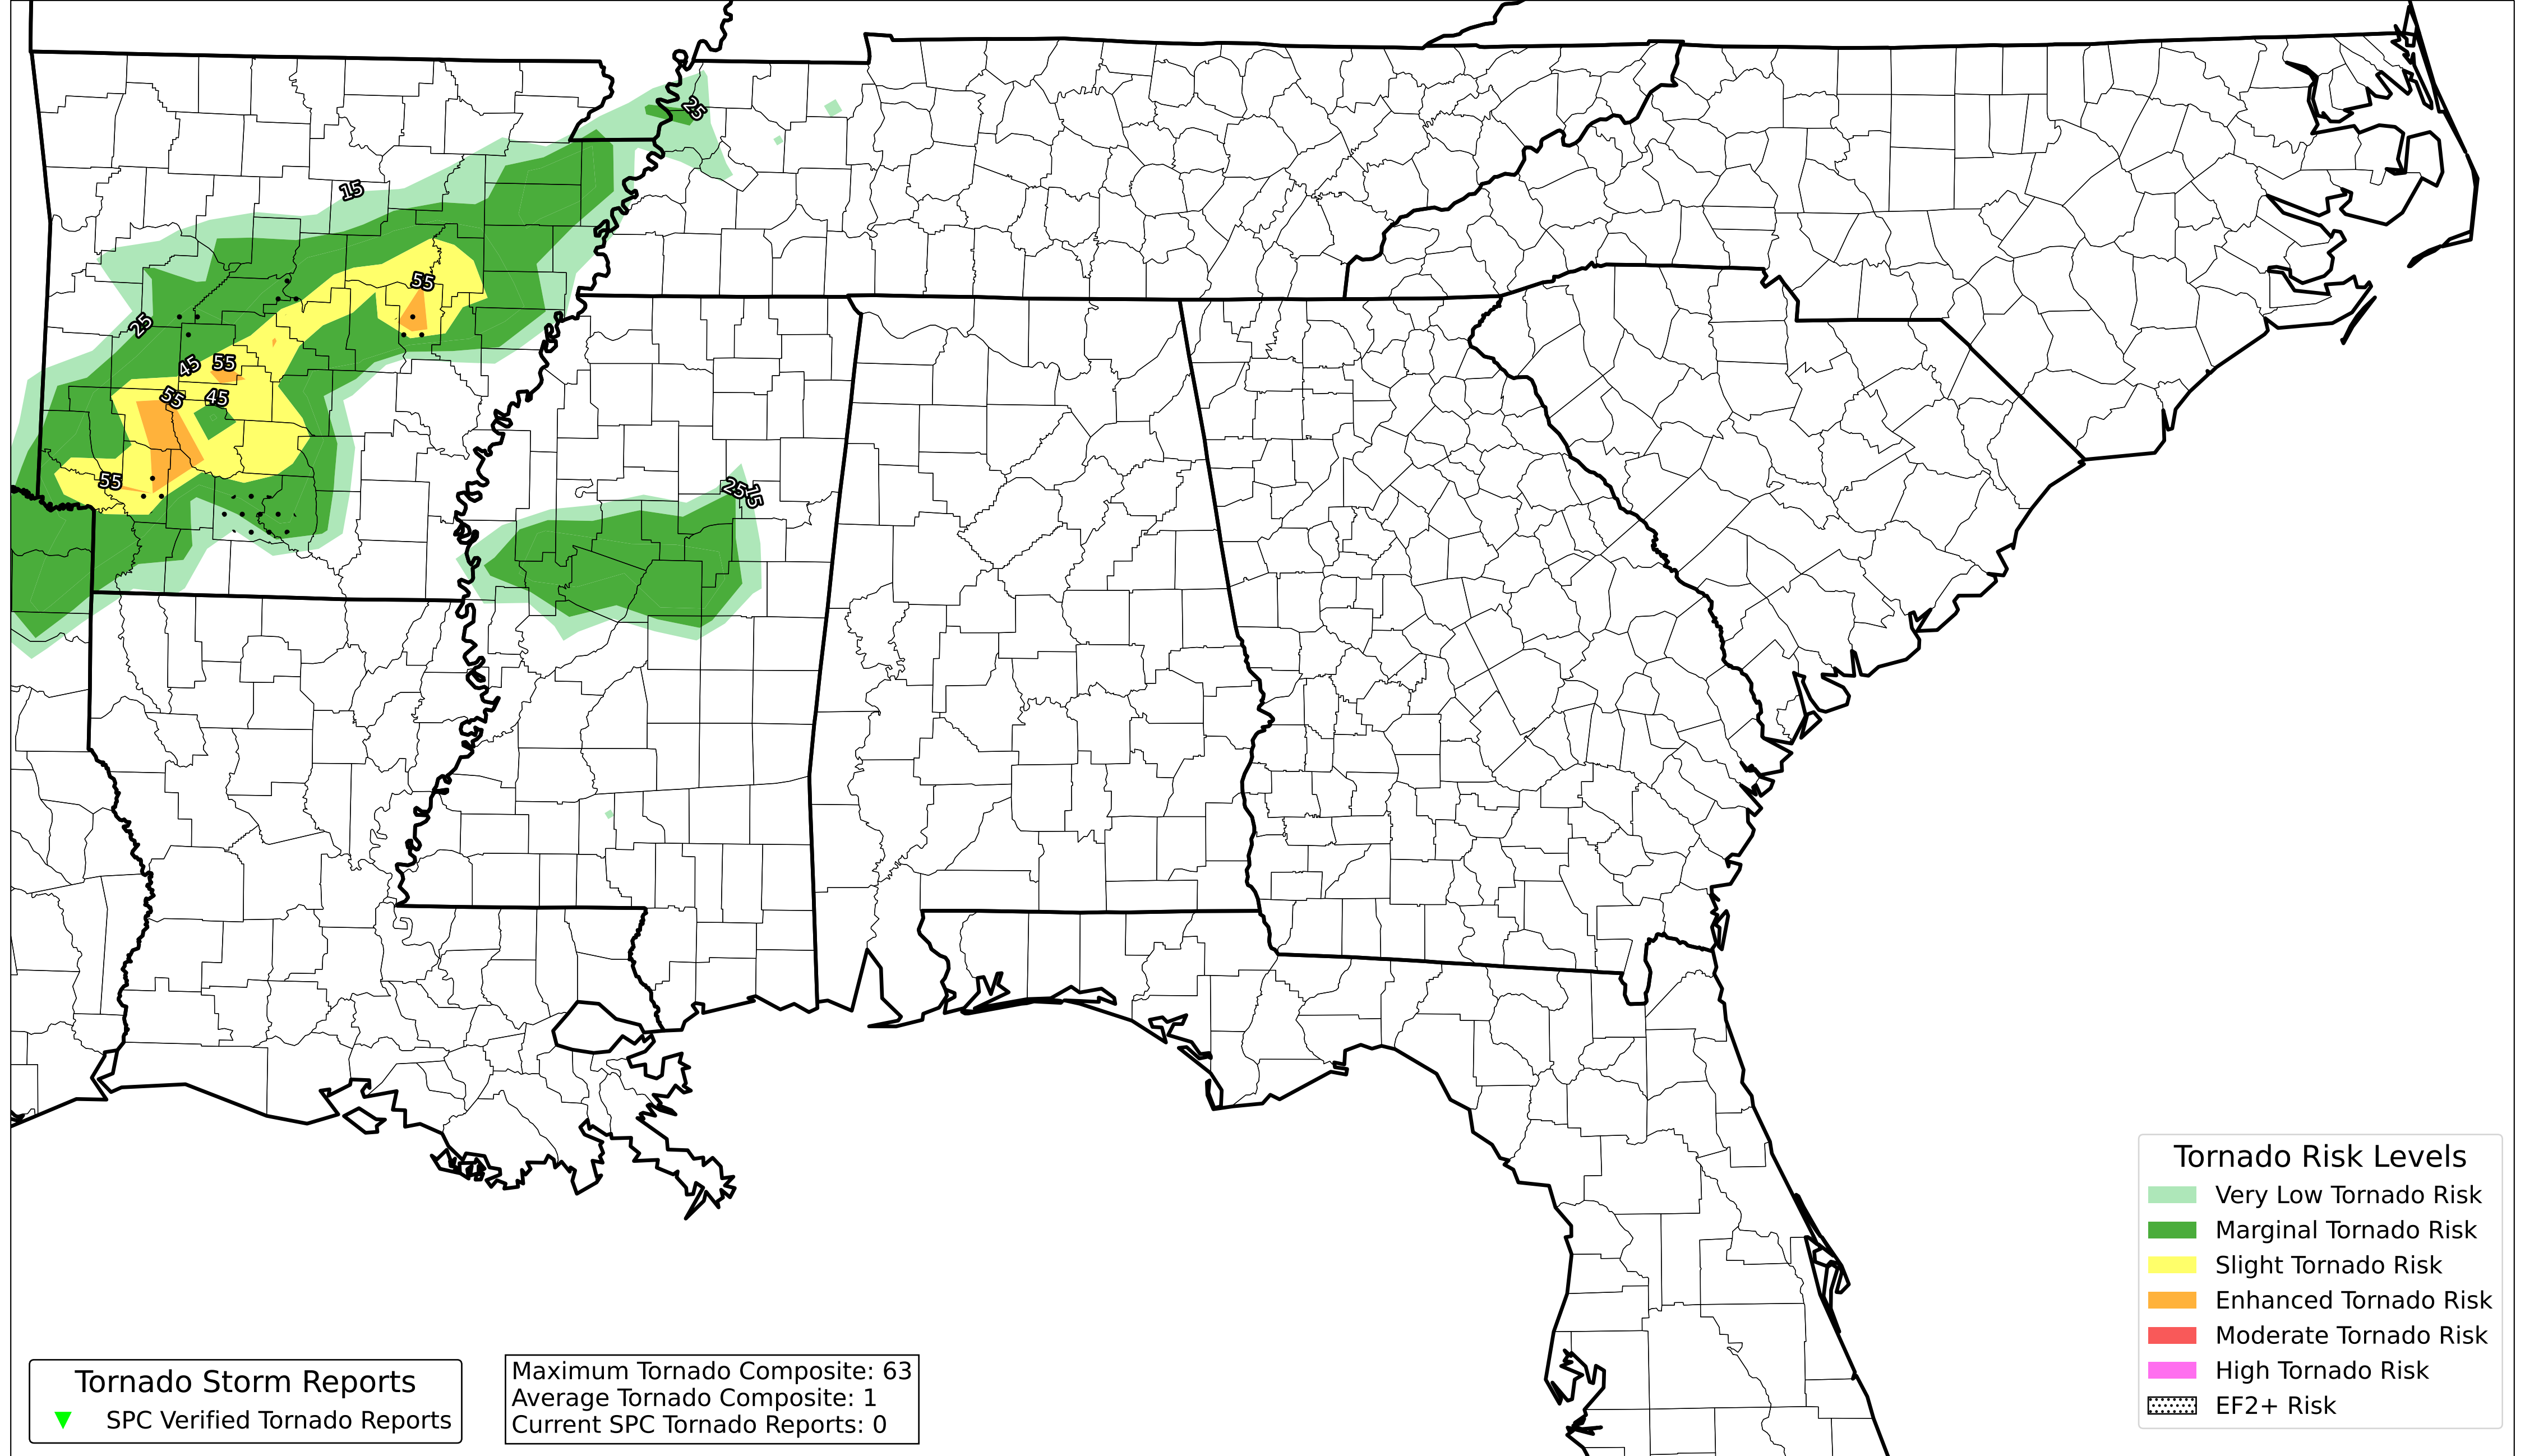 25
15
55
25
45
55
55
45
55
25
15
Tornado Risk Levels
Very Low Tornado Risk
Marginal Tornado Risk
Slight Tornado Risk
Enhanced Tornado Risk
Moderate Tornado Risk
High Tornado Risk
EF2+ Risk
Tornado Storm Reports
SPC Verified Tornado Reports
Maximum Tornado Composite: 63
Average Tornado Composite: 1
Current SPC Tornado Reports: 0